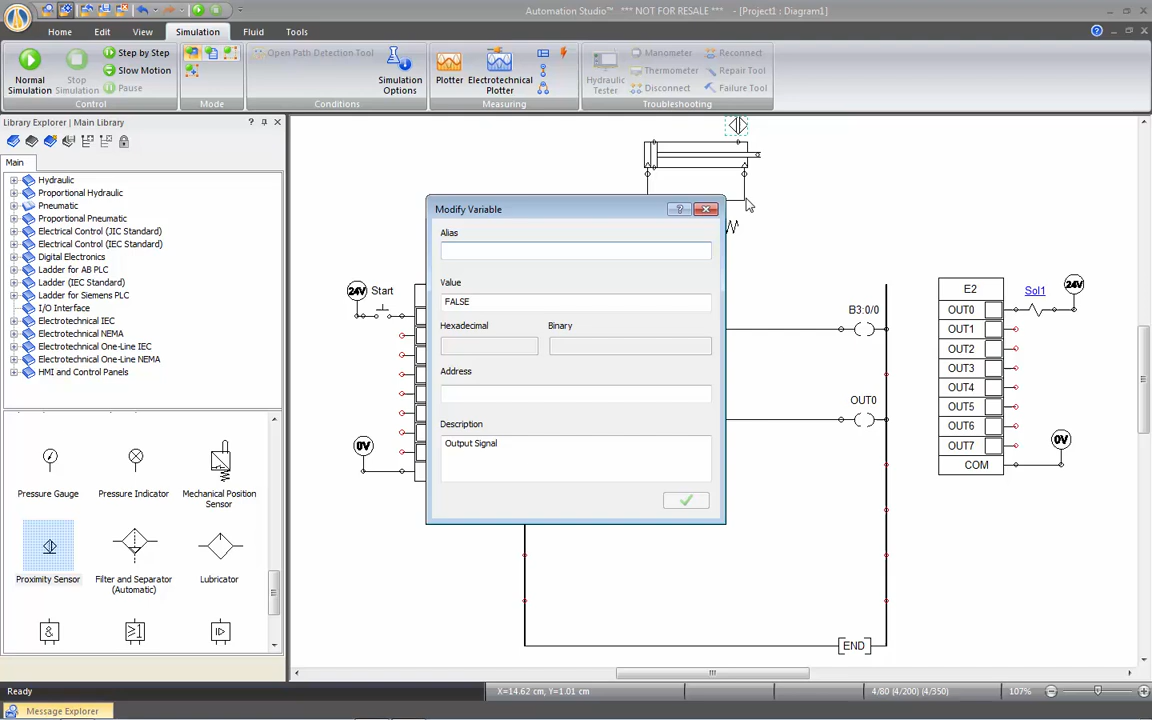 Automation Studio™ *** NOT FOR RESALE *** - [Project1 : Diagram1]
Home Edit View Simulation Fluid Tools
Normal
Simulation
Stop
Simulation
Step by Step
Slow Motion
Pause
Open Path Detection Tool
Simulation
Options
Plotter
Electrotechnical
Plotter
Hydraulic
Tester
Manometer
Thermometer
Disconnect
Reconnect
Repair Tool
Failure Tool
Control Mode Conditions Measuring Troubleshooting
Library Explorer | Main Library
Main
Hydraulic
Proportional Hydraulic
Pneumatic
Proportional Pneumatic
Electrical Control (JIC Standard)
Electrical Control (IEC Standard)
Digital Electronics
Ladder for AB PLC
Ladder (IEC Standard)
Ladder for Siemens PLC
I/O Interface
Electrotechnical IEC
Electrotechnical NEMA
Electrotechnical One-Line IEC
Electrotechnical One-Line NEMA
HMI and Control Panels
Pressure Gauge
Pressure Indicator
Mechanical Position
Sensor
Proximity Sensor
Filter and Separator
(Automatic)
Lubricator
&
≥1
24V
Start
0V
Modify Variable
?
Alias
Value
FALSE
Hexadecimal
Binary
Address
Description
Output Signal
B3:0/0
OUT0
END
E2
OUT0
OUT1
OUT2
OUT3
OUT4
OUT5
OUT6
OUT7
COM
Sol1
24V
0V
Ready
X=14.62 cm, Y=1.01 cm
4/80 (4/200) (4/350)
107%
Message Explorer